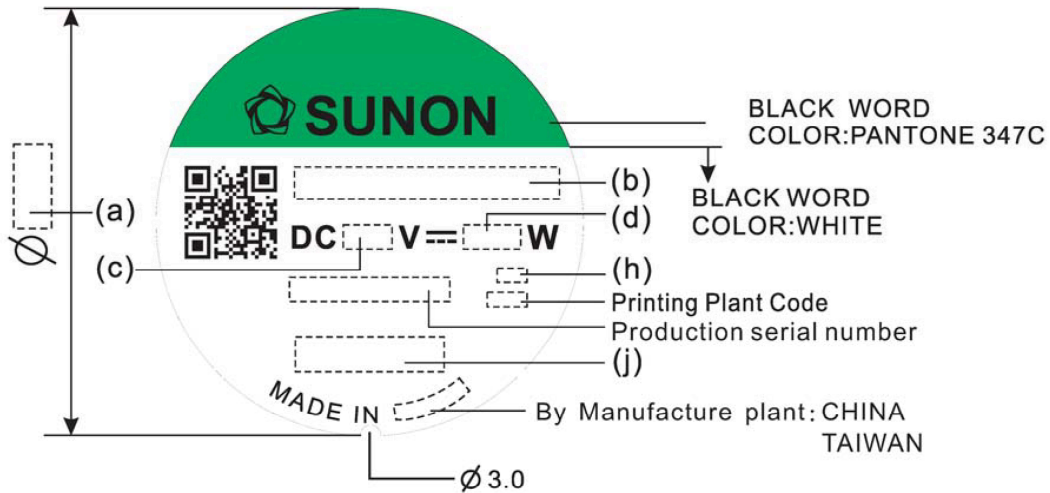 SUNON
BLACK WORD
COLOR:PANTONE 347C
(b)
BLACK WORD
COLOR:WHITE
(a)
(d)
DC V W
(c)
(h)
Printing Plant Code
Production serial number
(j)
MADE IN
By Manufacture plant: CHINA
TAIWAN
Ø
Ø 3.0